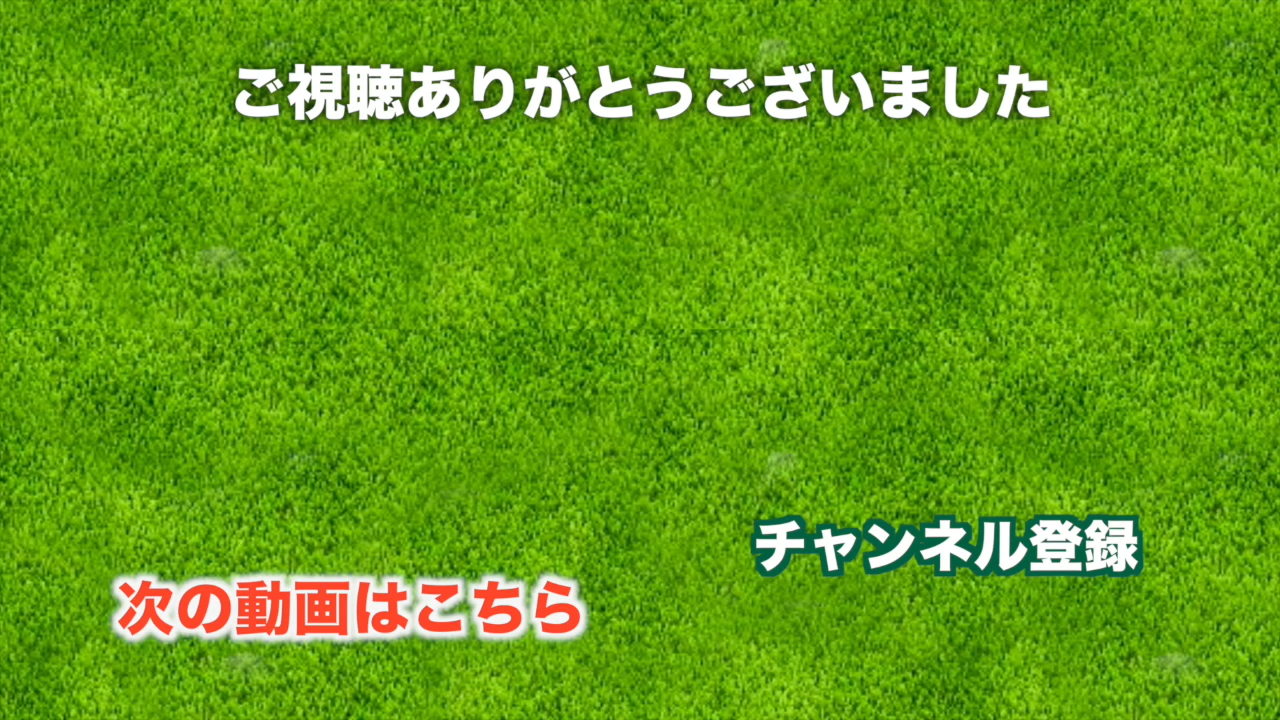 ご視聴ありがとうございました
チャンネル登録
次の動画はこちら